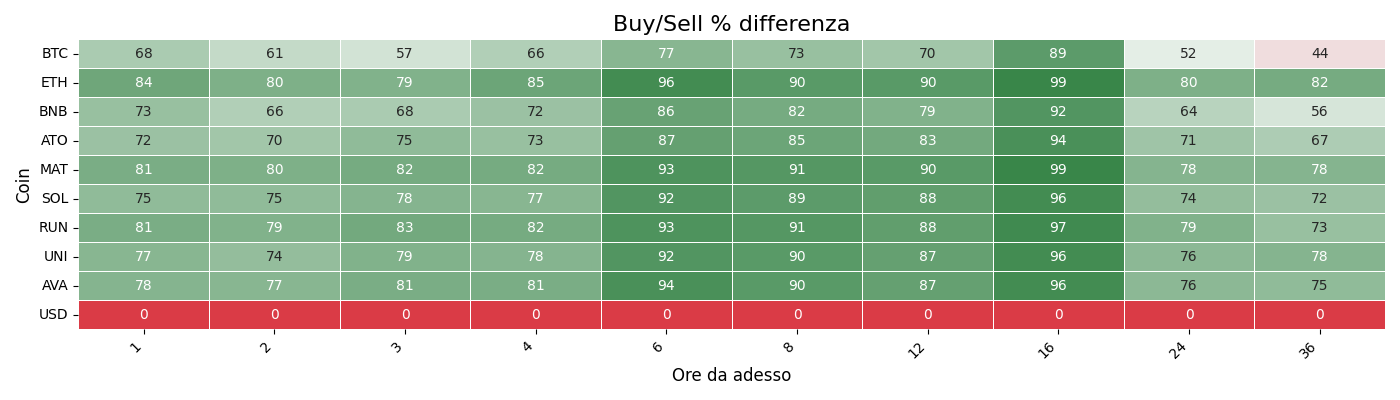 Buy/Sell % differenza
Coin
BTC 68 61 57 66 77 73 70 89 52 44
ETH 84 80 79 85 96 90 90 99 80 82
BNB 73 66 68 72 86 82 79 92 64 56
ATO 72 70 75 73 87 85 83 94 71 67
MAT 81 80 82 82 93 91 90 99 78 78
SOL 75 75 78 77 92 89 88 96 74 72
RUN 81 79 83 82 93 91 88 97 79 73
UNI 77 74 79 78 92 90 87 96 76 78
AVA 78 77 81 81 94 90 87 96 76 75
USD 0 0 0 0 0 0 0 0 0 0
1 2 3 4 6 8 12 16 24 36
Ore da adesso